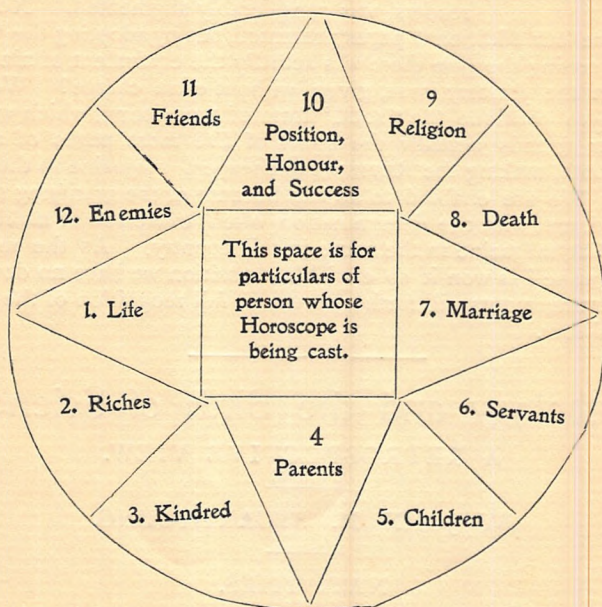 11
Friends
10
Position,
Honour,
and Success
9
Religion
12. Enemies
8. Death
1. Life
This space is for
particulars of
person whose
Horoscope is
being cast.
7. Marriage
2. Riches
6. Servants
4
Parents
3. Kindred
5. Children